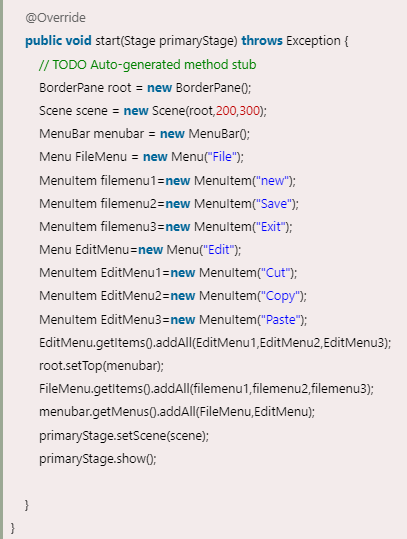 @Override
public void start(Stage primaryStage) throws Exception {
// TODO Auto-generated method stub
BorderPane root = new BorderPane();
Scene scene = new Scene(root,200,300);
MenuBar menubar = new MenuBar();
Menu FileMenu = new Menu("File");
MenuItem filemenu1=new MenuItem("new");
MenuItem filemenu2=new MenuItem("Save");
MenuItem filemenu3=new MenuItem("Exit");
Menu EditMenu=new Menu("Edit");
MenuItem EditMenu1=new MenuItem("Cut");
MenuItem EditMenu2=new MenuItem("Copy");
MenuItem EditMenu3=new MenuItem("Paste");
EditMenu.getItems().addAll(EditMenu1,EditMenu2,EditMenu3);
root.setTop(menubar);
FileMenu.getItems().addAll(filemenu1,filemenu2,filemenu3);
menubar.getMenus().addAll(FileMenu,EditMenu);
primaryStage.setScene(scene);
primaryStage.show();
}
}